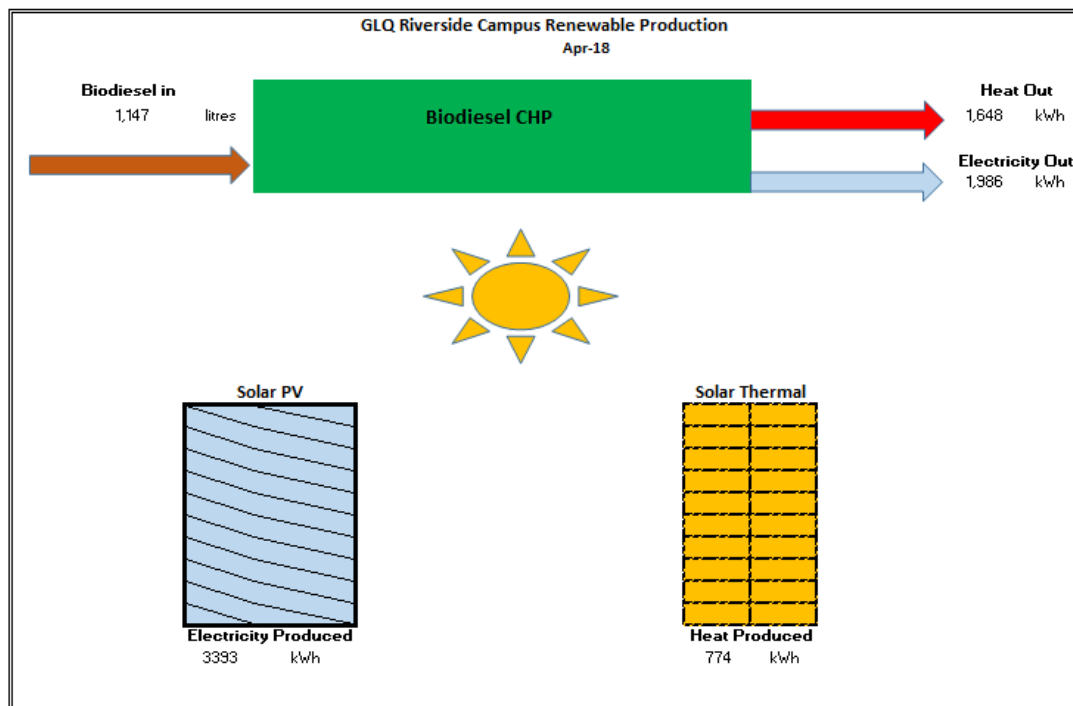 GLQ Riverside Campus Renewable Production
Apr-18
Biodiesel in
1,147 litres
Biodiesel CHP
Heat Out
1,648 kWh
Electricity Out
1,986 kWh
Solar PV
Electricity Produced
3393 kWh
Solar Thermal
Heat Produced
774 kWh